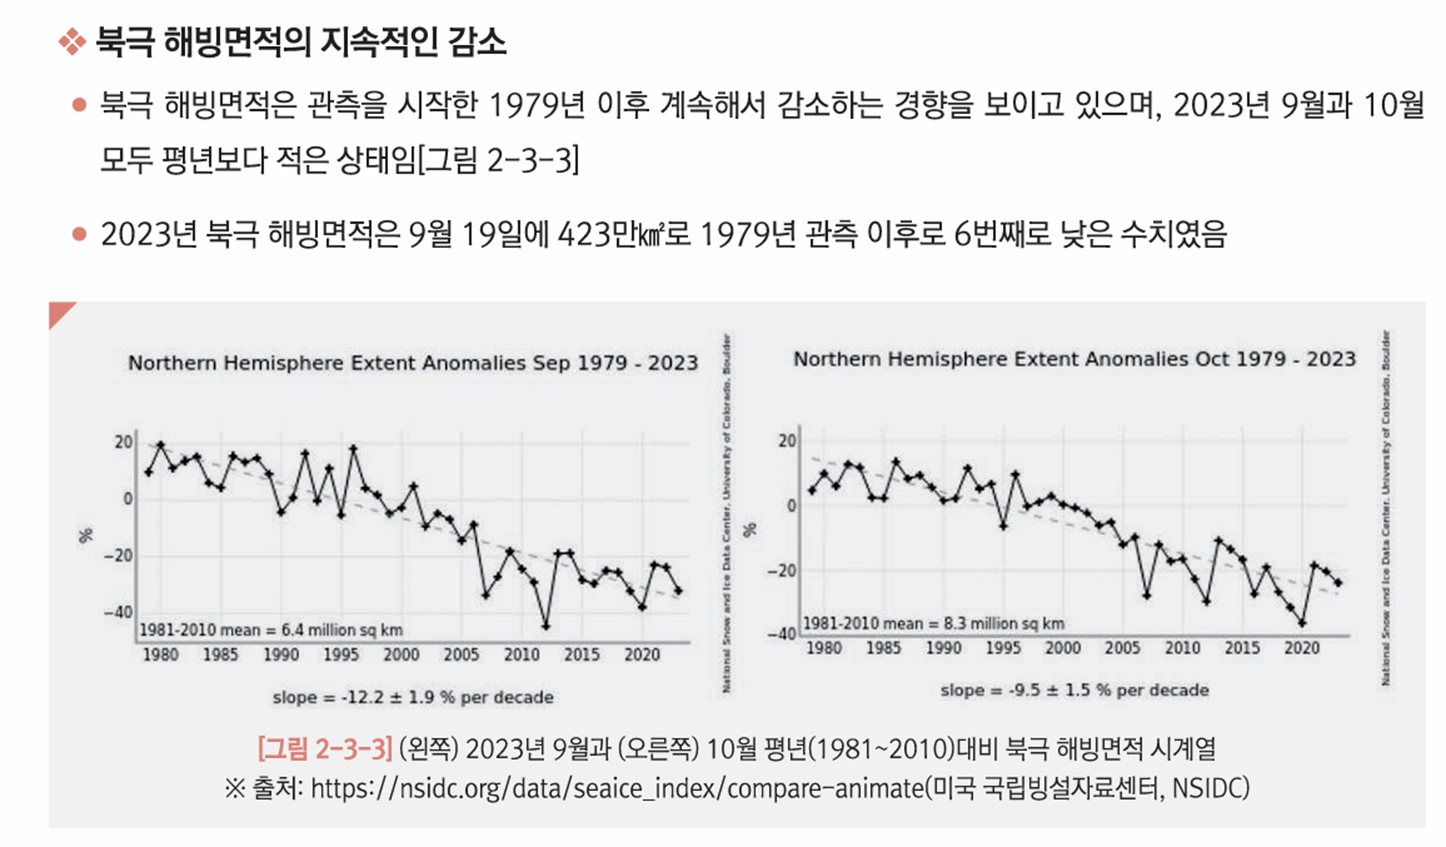 ❖ 북극 해빙면적의 지속적인 감소
● 북극 해빙면적은 관측을 시작한 1979년 이후 계속해서 감소하는 경향을 보이고 있으며, 2023년 9월과 10월
모두 평년보다 적은 상태임[그림 2-3-3]
● 2023년 북극 해빙면적은 9월 19일에 423만㎢로 1979년 관측 이후로 6번째로 낮은 수치였음
Northern Hemisphere Extent Anomalies Sep 1979 - 2023
20
0
−20
−40
%
1981-2010 mean = 6.4 million sq km
1980 1985 1990 1995 2000 2005 2010 2015 2020
slope = -12.2 ± 1.9 % per decade
National Snow and Ice Data Center, University of Colorado, Boulder
Northern Hemisphere Extent Anomalies Oct 1979 - 2023
20
0
−20
−40
%
1981-2010 mean = 8.3 million sq km
1980 1985 1990 1995 2000 2005 2010 2015 2020
slope = -9.5 ± 1.5 % per decade
National Snow and Ice Data Center, University of Colorado, Boulder
[그림 2-3-3] (왼쪽) 2023년 9월과 (오른쪽) 10월 평년(1981~2010)대비 북극 해빙면적 시계열
※ 출처: https://nsidc.org/data/seaice_index/compare-animate(미국 국립빙설자료센터, NSIDC)